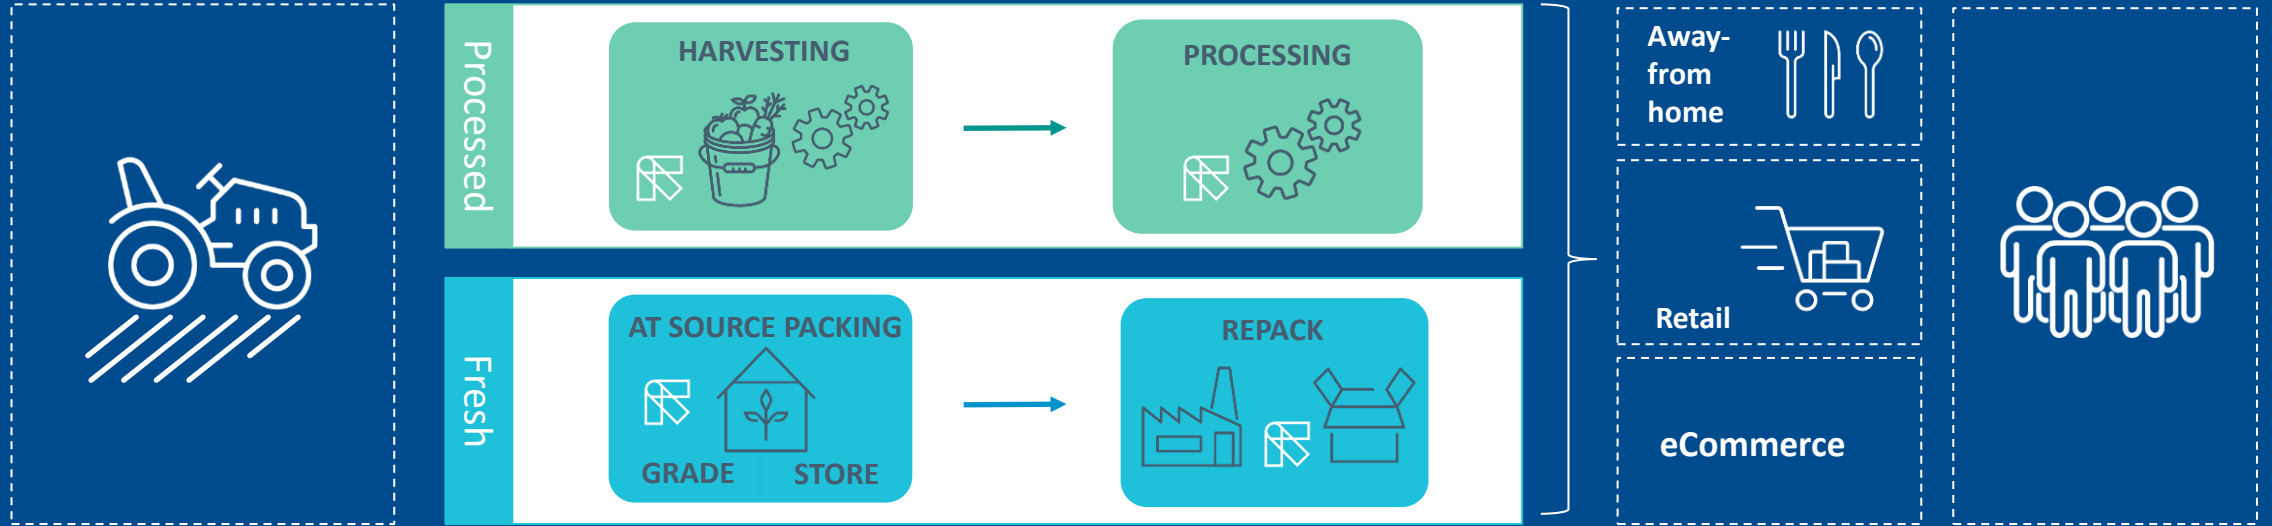 Processed
HARVESTING
PROCESSING
Fresh
AT SOURCE PACKING
GRADE
STORE
REPACK
Away-
from
home
Retail
eCommerce